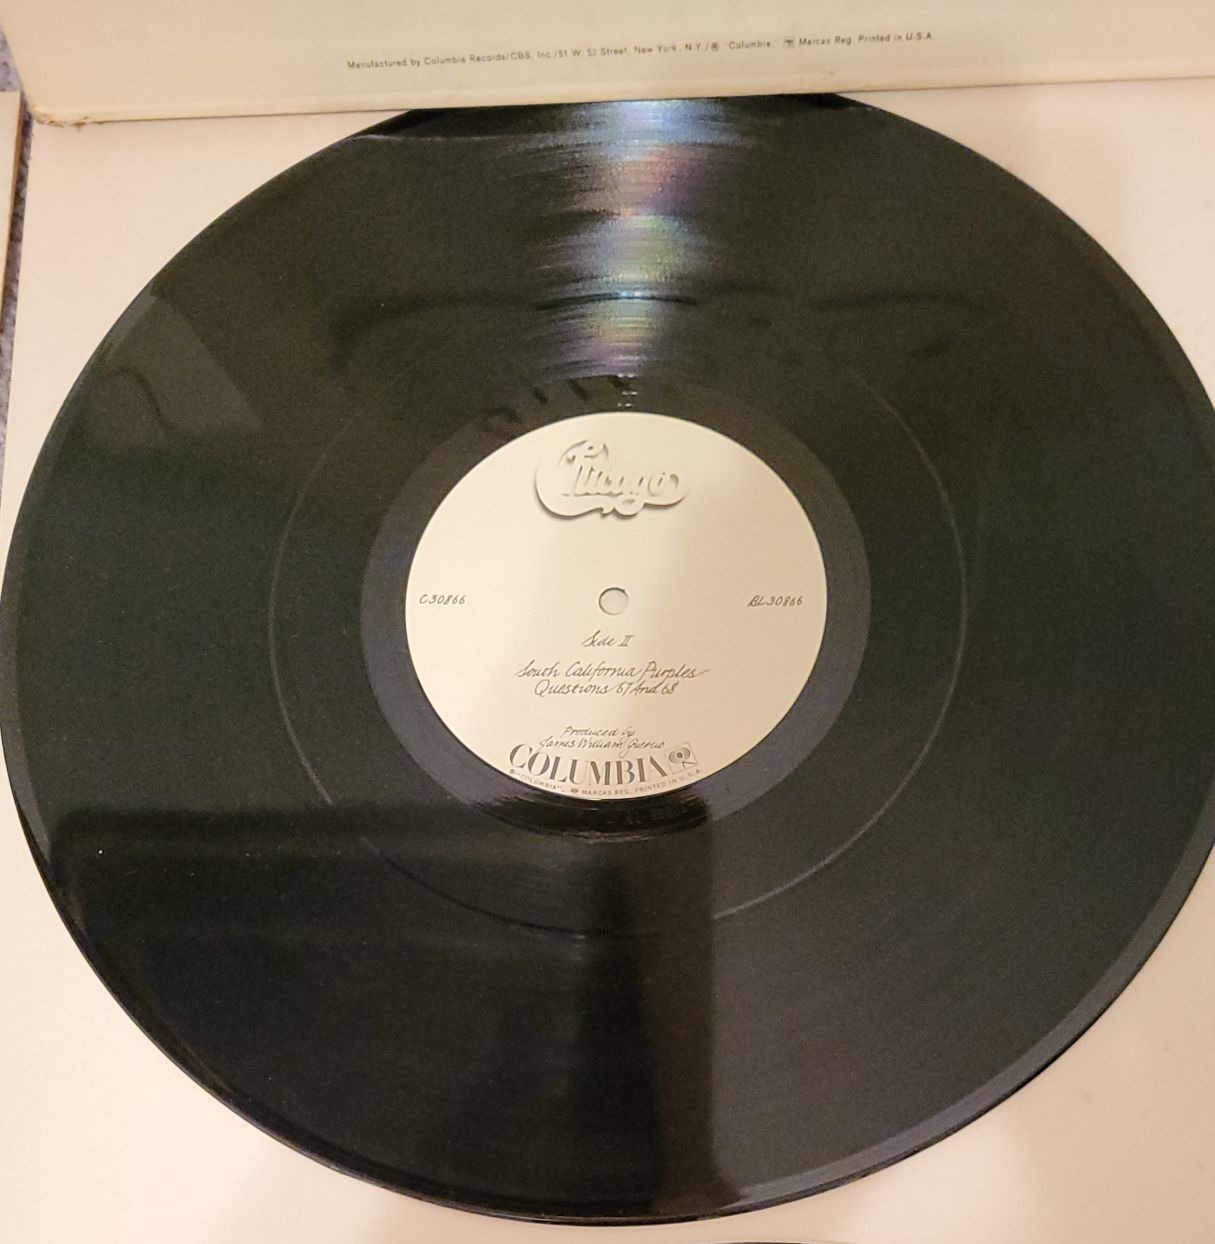 Manufactured by Columbia Records/CBS, Inc./51 W. 52 Street, New York, N.Y./® "Columbia," Marcas Reg. Printed in U.S.A.
Chicago
C 30866
BL 30866
Side II
South California Purples
Questions 67 And 68
Produced by
James William Guercio
COLUMBIA
® "COLUMBIA", MARCAS REG. PRINTED IN U.S.A.